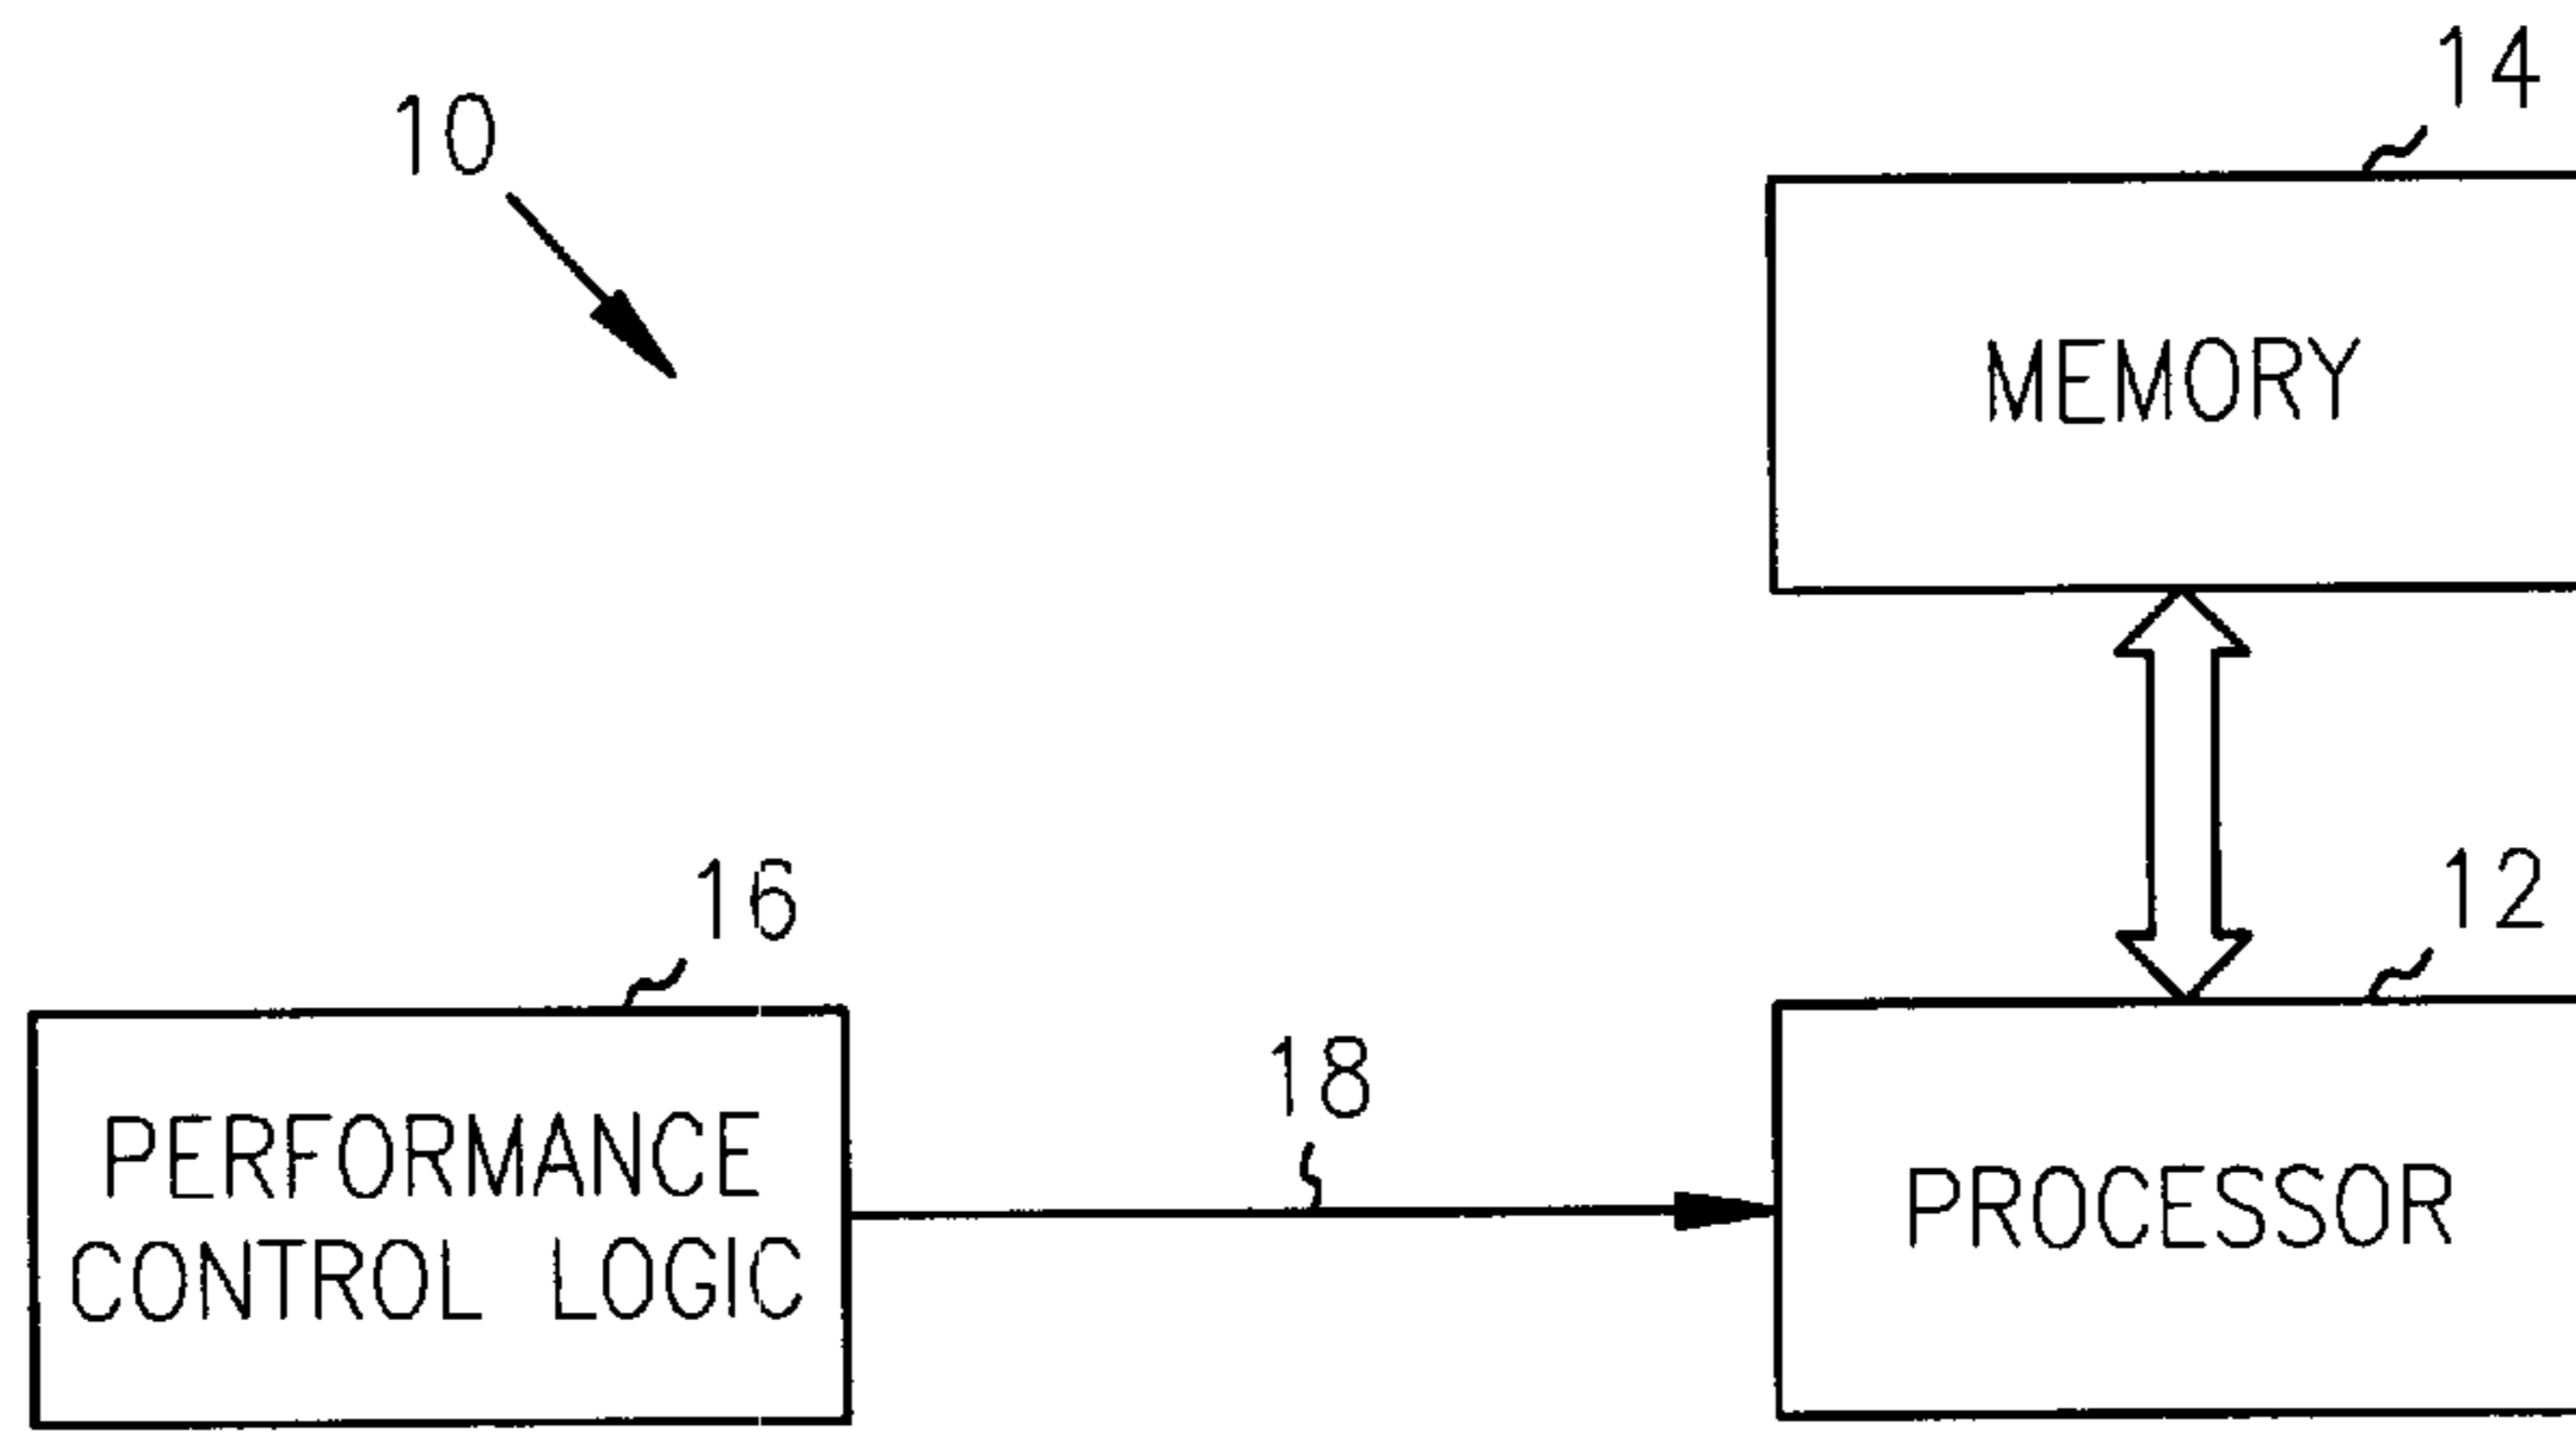 14
10
MEMORY
16
12
18
PERFORMANCE
CONTROL LOGIC
PROCESSOR